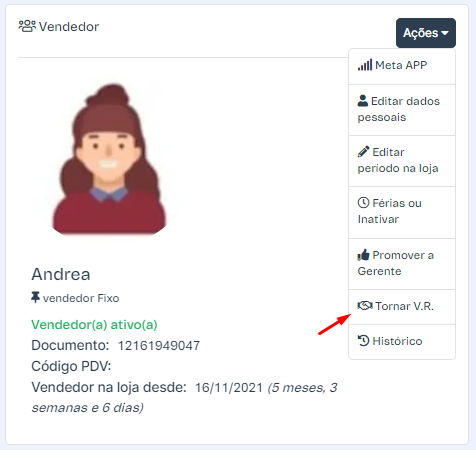 Vendedor
Ações
Meta APP
Editar dados
pessoais
Editar
período na loja
Férias ou
Inativar
Promover a
Gerente
Tornar V.R.
Histórico
Andrea
vendedor Fixo
Vendedor(a) ativo(a)
Documento: 12161949047
Código PDV:
Vendedor na loja desde: 16/11/2021 (5 meses, 3
semanas e 6 dias)